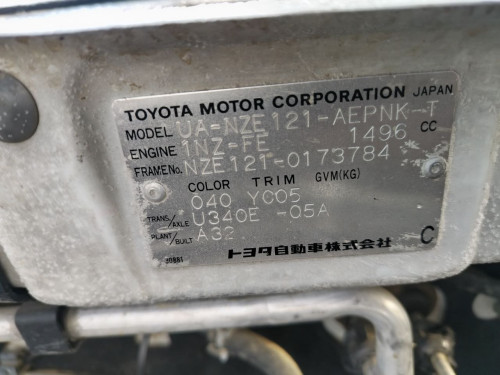 TOYOTA MOTOR CORPORATION JAPAN
MODEL UA-NZE121-AEPNK-T
ENGINE 1NZ-FE 1496 CC
FRAME No. NZE121-0173784
COLOR TRIM GVM(KG)
040 YC05
TRANS/AXLE U340E -05A
PLANT/BUILT A32
トヨタ自動車株式会社 C